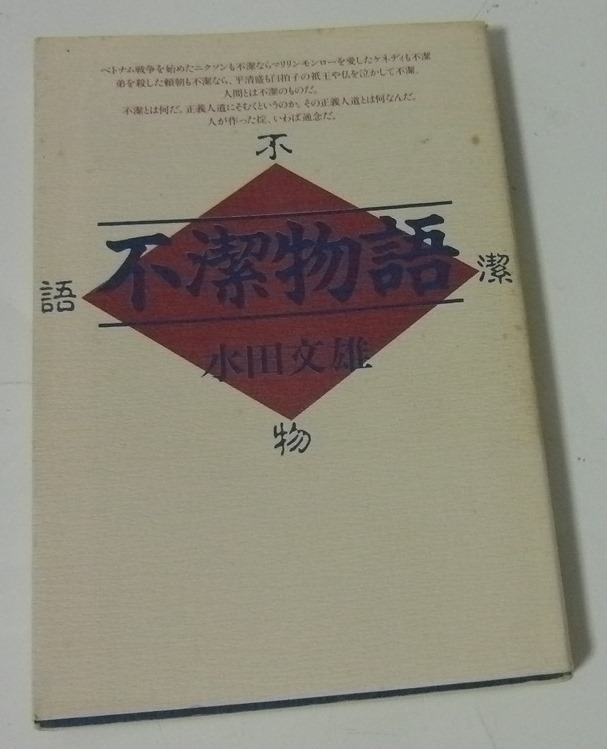 ベトナム戦争を始めたニクソンも不潔ならマリリンモンローを愛したケネディも不潔
弟を殺した頼朝も不潔なら、平清盛も白拍子の祇王や仏を泣かして不潔。
人間とは不潔のものだ。
不潔とは何だ。正義人道にそむくというのか。その正義人道とは何なんだ。
人が作った掟、いわば通念だ。
不
不潔物語
語
潔
水田文雄
物